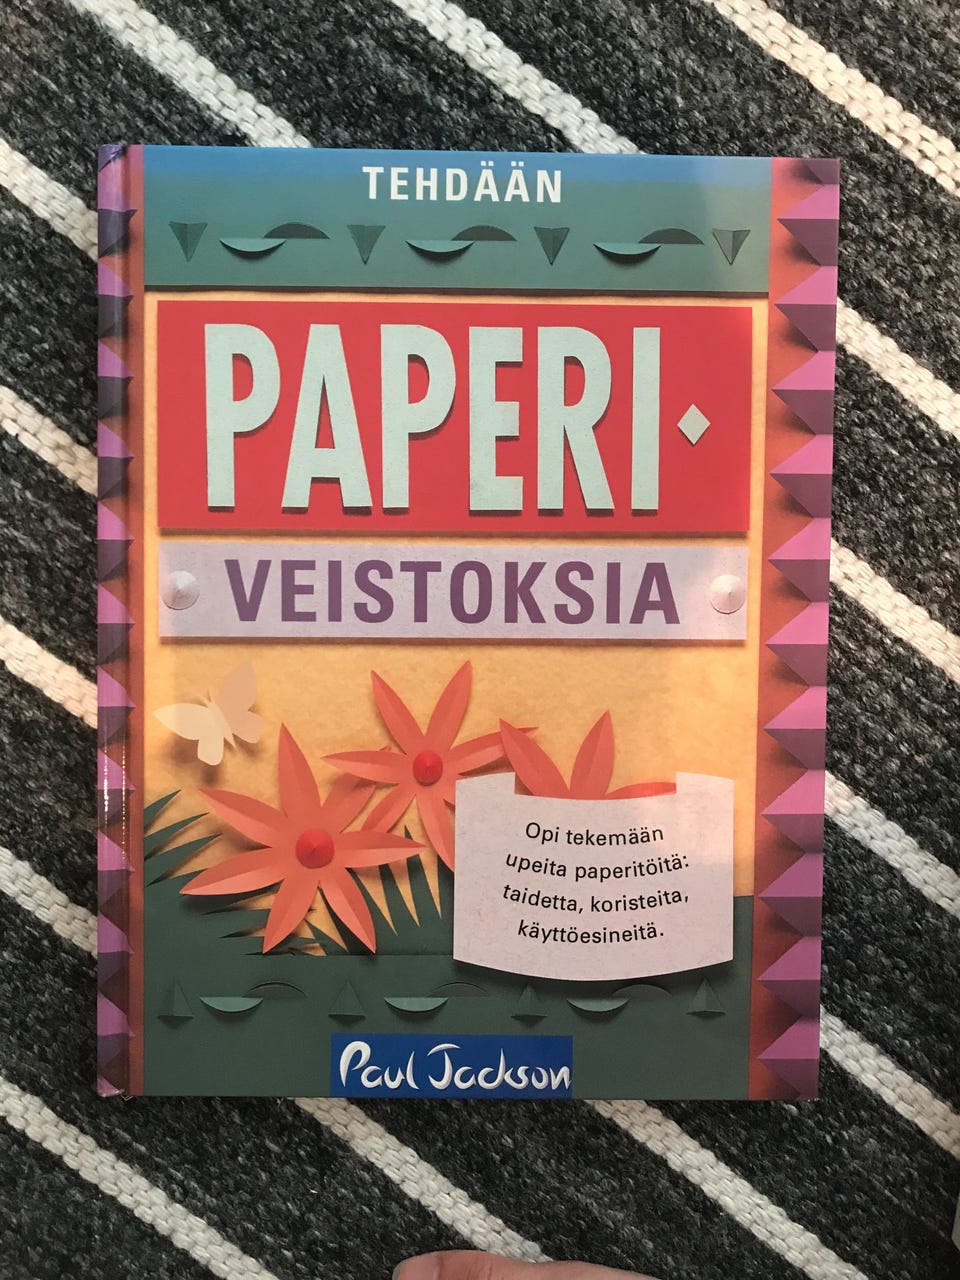 TEHDÄÄN
PAPERI
VEISTOKSIA
Opi tekemään
upeita paperitöitä:
taidetta, koristeita,
käyttöesineitä.
Paul Jackson